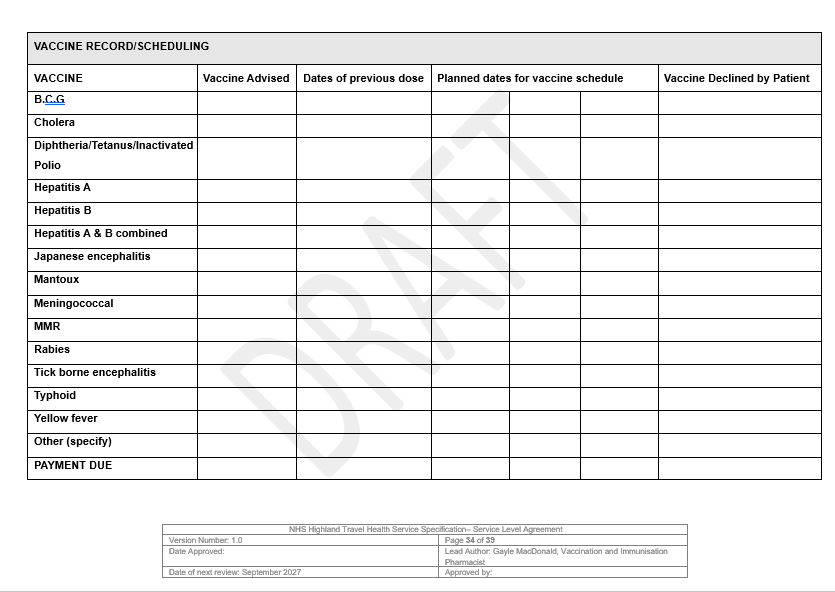 VACCINE RECORD/SCHEDULING
VACCINE Vaccine Advised Dates of previous dose Planned dates for vaccine schedule Vaccine Declined by Patient
B.C.G
Cholera
Diphtheria/Tetanus/Inactivated
Polio
Hepatitis A
Hepatitis B
Hepatitis A & B combined
Japanese encephalitis
Mantoux
Meningococcal
MMR
Rabies
Tick borne encephalitis
Typhoid
Yellow fever
Other (specify)
PAYMENT DUE
DRAFT
NHS Highland Travel Health Service Specification– Service Level Agreement
Version Number: 1.0 Page 34 of 39
Date Approved: Lead Author: Gayle MacDonald, Vaccination and Immunisation
Pharmacist
Date of next review: September 2027 Approved by: